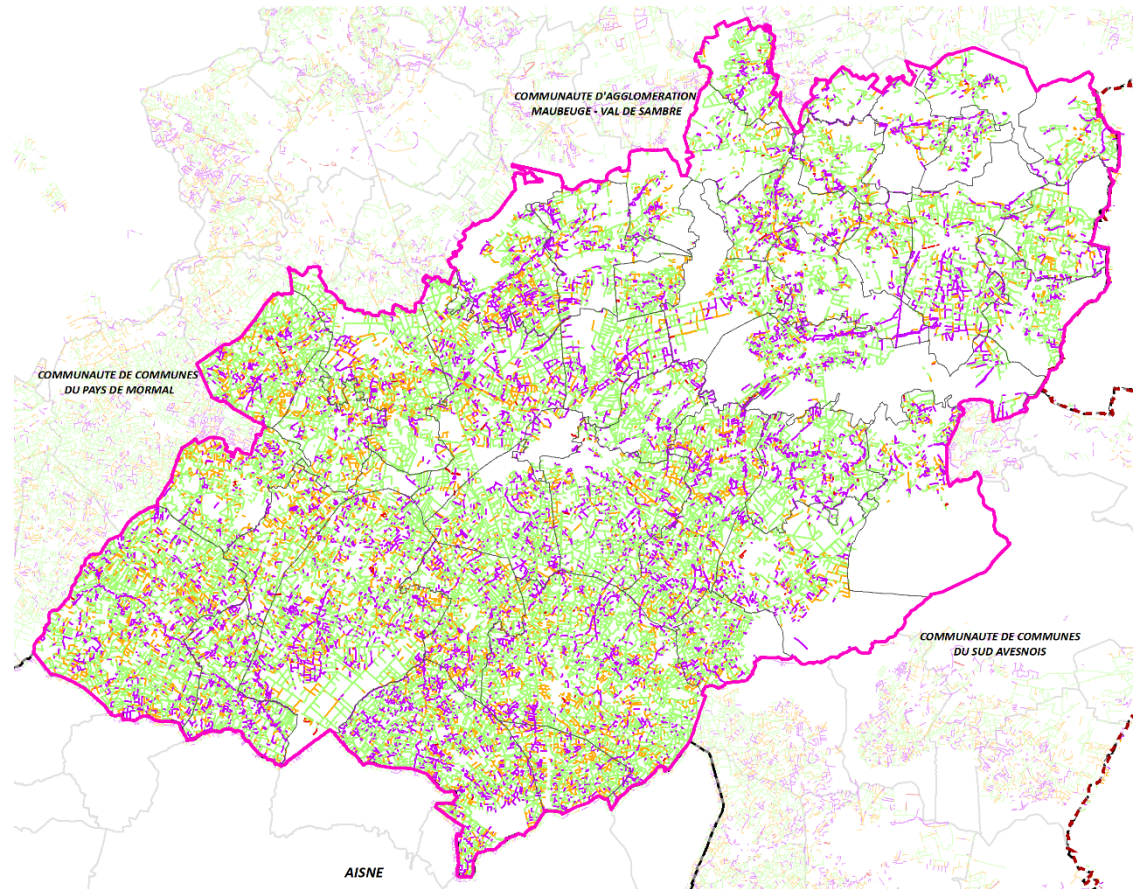 COMMUNAUTE D'AGGLOMERATION
MAUBEUGE - VAL DE SAMBRE
COMMUNAUTE DE COMMUNES
DU PAYS DE MORMAL
COMMUNAUTE DE COMMUNES
DU SUD AVESNOIS
AISNE